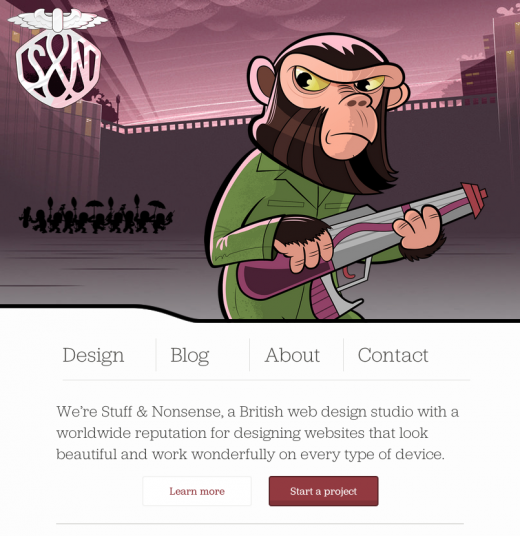 S&N
Design Blog About Contact
We're Stuff & Nonsense, a British web design studio with a
worldwide reputation for designing websites that look
beautiful and work wonderfully on every type of device.
Learn more Start a project